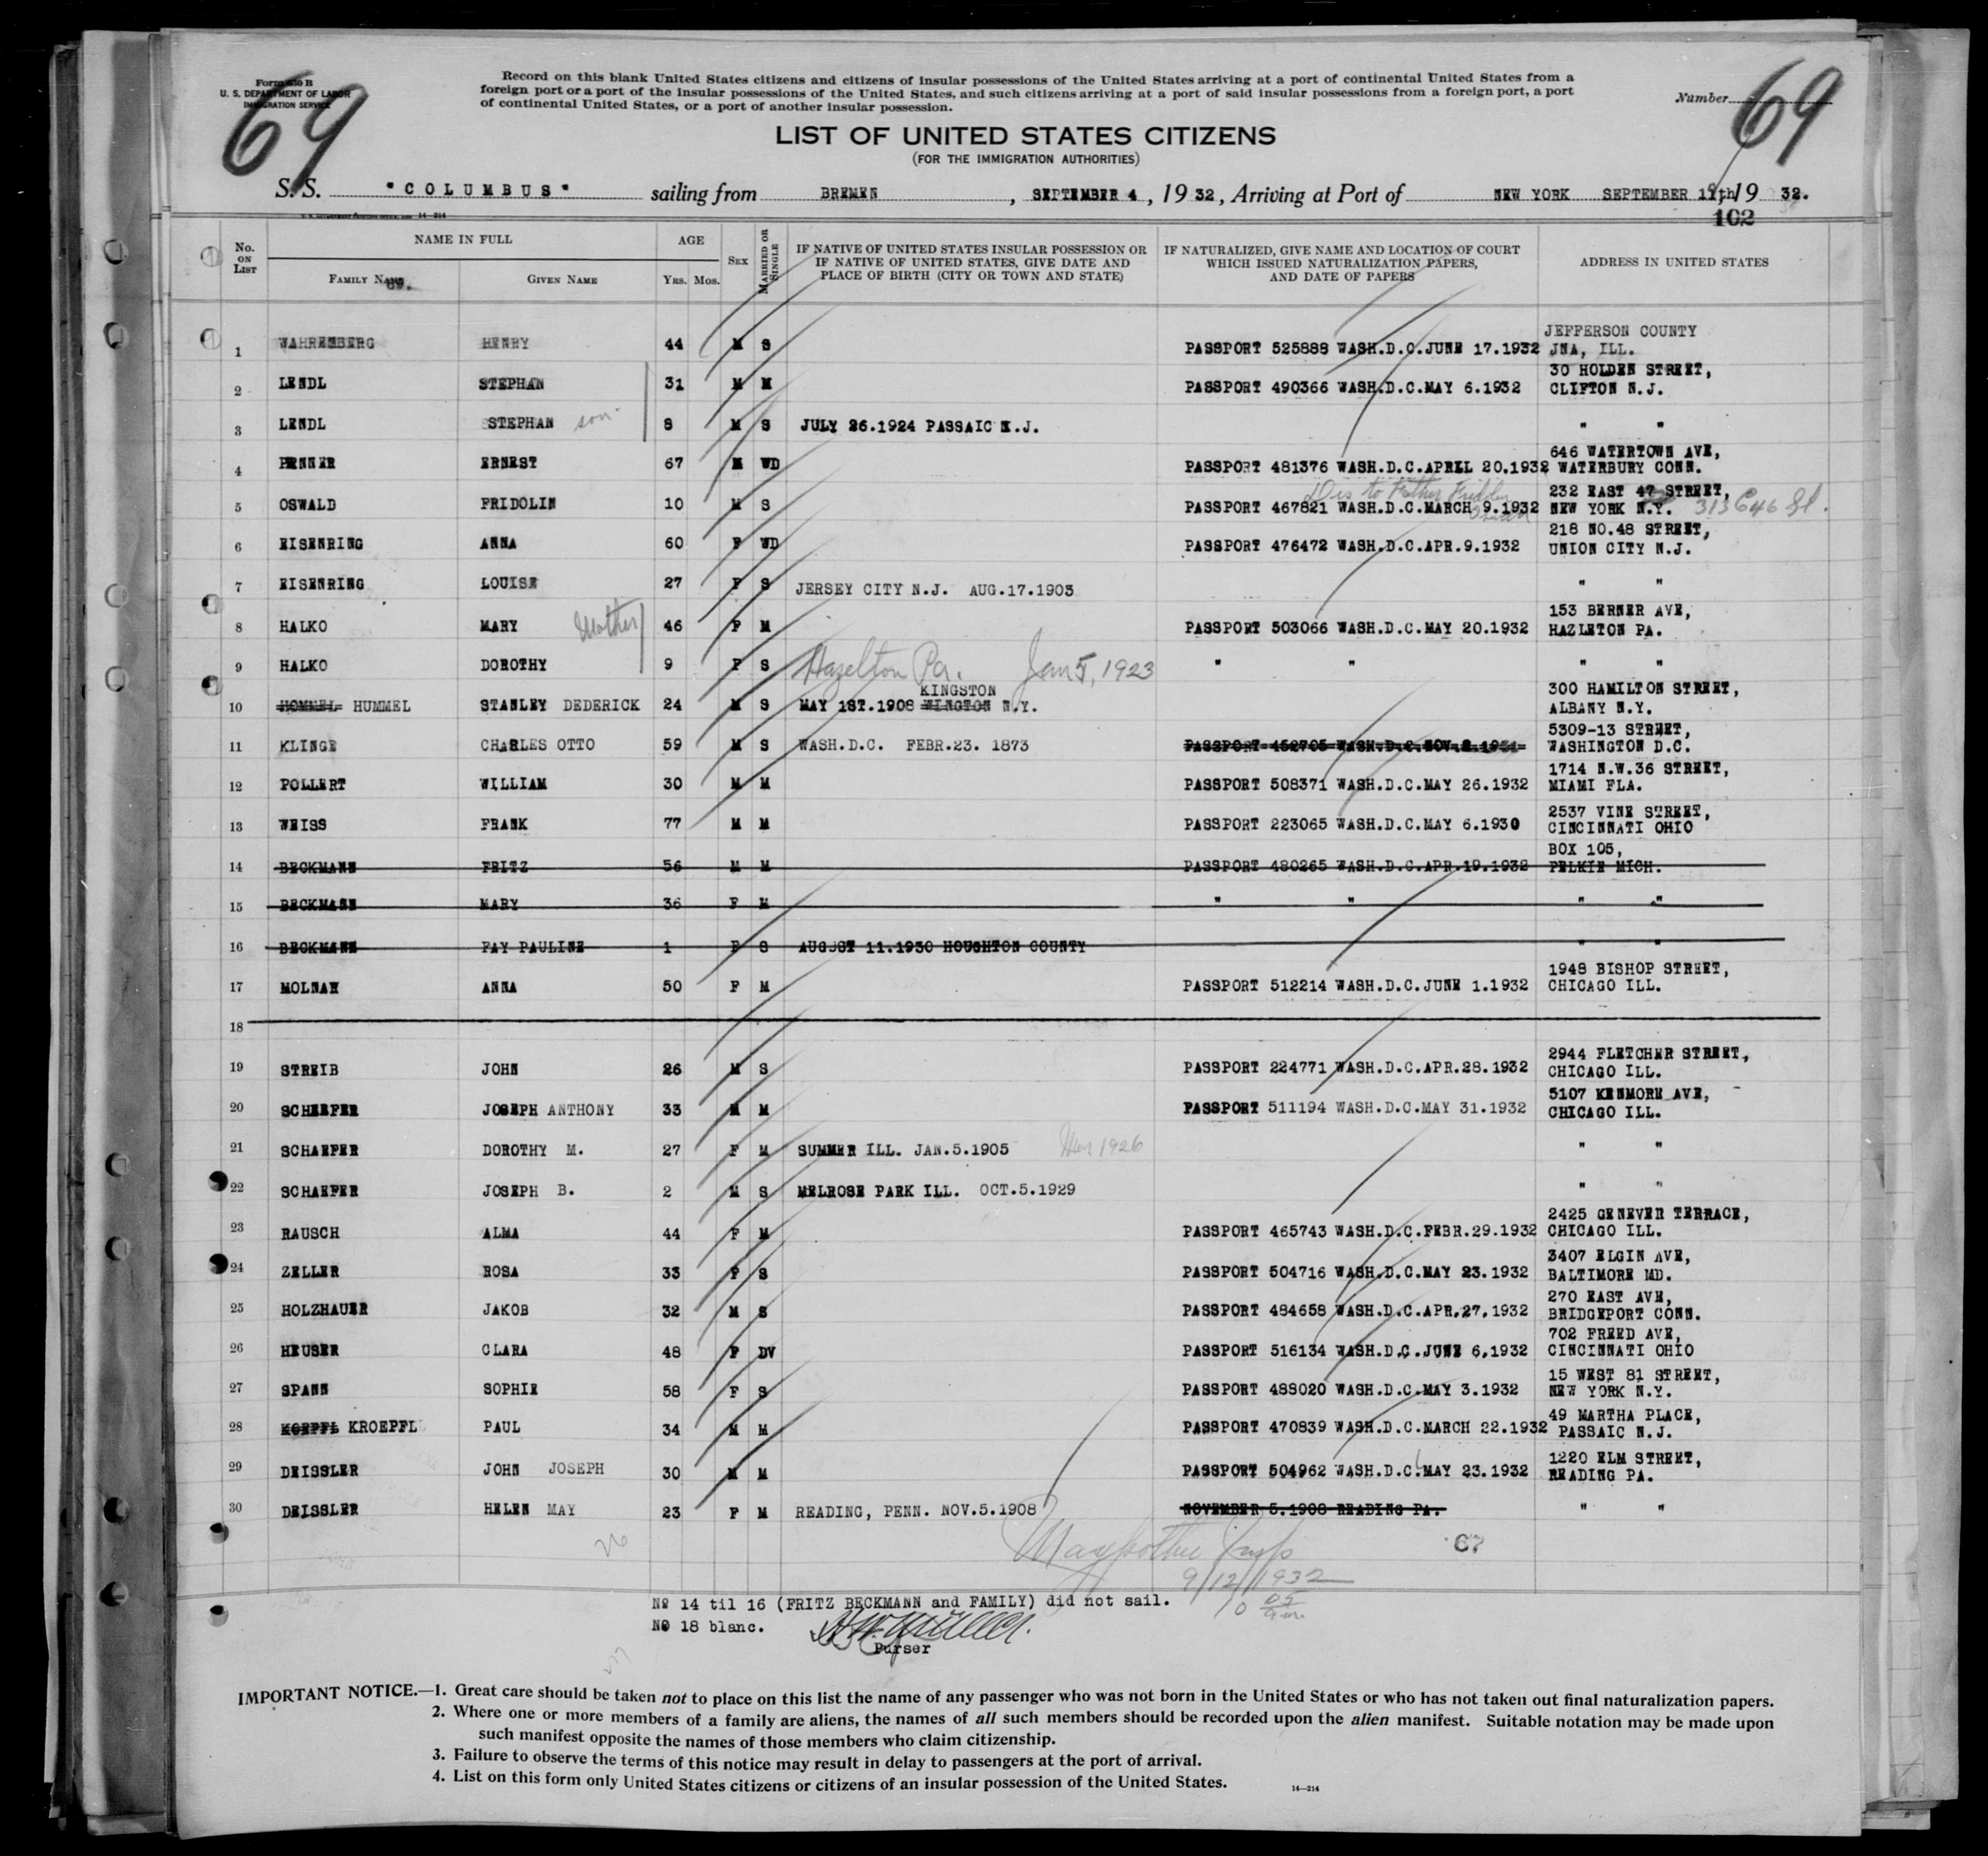 Form 630 B
U. S. DEPARTMENT OF LABOR
IMMIGRATION SERVICE
69
Record on this blank United States citizens and citizens of insular possessions of the United States arriving at a port of continental United States from a
foreign port or a port of the insular possessions of the United States, and such citizens arriving at a port of said insular possessions from a foreign port, a port
of continental United States, or a port of another insular possession.
Number 69
LIST OF UNITED STATES CITIZENS
(FOR THE IMMIGRATION AUTHORITIES)
S. S. "COLUMBUS" sailing from BREMEN, SEPTEMBER 4, 1932, Arriving at Port of NEW YORK SEPTEMBER th, 19 32.
14-214
102
No. ON LIST NAME IN FULL AGE SEX MARRIED OR SINGLE IF NATIVE OF UNITED STATES INSULAR POSSESSION OR IF NATIVE OF UNITED STATES, GIVE DATE AND PLACE OF BIRTH (CITY OR TOWN AND STATE) IF NATURALIZED, GIVE NAME AND LOCATION OF COURT WHICH ISSUED NATURALIZATION PAPERS, AND DATE OF PAPERS ADDRESS IN UNITED STATES
FAMILY NAME 69. GIVEN NAME YRS. MOS.
1 WAHREMBERG HENRY 44 M S PASSPORT 525888 WASH.D.C.JUNE 17.1932 JEFFERSON COUNTY JNA, ILL.
2 LENDL STEPHAN 31 M M PASSPORT 490366 WASH.D.C.MAY 6.1932 30 HOLDEN STREET, CLIFTON N.J.
3 LENDL STEPHAN son 8 M S JULY 26.1924 PASSAIC N.J. " "
4 PENNER ERNEST 67 M WD PASSPORT 481376 WASH.D.C.APRIL 20.1932 646 WATERTOWN AVE, WATERBURY CONN.
Dis to Father Fridolin
5 OSWALD FRIDOLIN 10 M S PASSPORT 467821 WASH.D.C.MARCH 9.1932 232 EAST 47 STREET, NEW YORK N.Y. 313 E 46 St.
6 EISENRING ANNA 60 F WD PASSPORT 476472 WASH.D.C.APR.9.1932 218 NO.48 STREET, UNION CITY N.J.
7 EISENRING LOUISE 27 F S JERSEY CITY N.J. AUG.17.1905 " "
8 HALKO MARY Mother 46 F M PASSPORT 503066 WASH.D.C.MAY 20.1932 153 BERNER AVE, HAZLETON PA.
9 HALKO DOROTHY 9 F S Hazelton Pa. Jan 5, 1923 " " " "
10 HOMMEL HUMMEL STANLEY DEDERICK 24 M S MAY 1ST.1908 WINGTON KINGSTON N.Y. 300 HAMILTON STREET, ALBANY N.Y.
11 KLINGE CHARLES OTTO 59 M S WASH.D.C. FEBR.23. 1873 PASSPORT 452705 WASH.D.C.NOV. 5309-13 STREET, WASHINGTON D.C.
12 POLLERT WILLIAM 30 M M PASSPORT 508371 WASH.D.C.MAY 26.1932 1714 N.W.36 STREET, MIAMI FLA.
13 WEISS FRANK 77 M M PASSPORT 223065 WASH.D.C.MAY 6.1930 2537 VINE STREET, CINCINNATI OHIO
14 BECKMANN FRITZ 56 M M PASSPORT 480265 WASH.D.C.APR.19.1932 BOX 105, PELKIE MICH.
15 BECKMANN MARY 36 F M " " " "
16 BECKMANN FAY PAULINE 1 F S AUGUST 11.1930 HOUGHTON COUNTY " "
17 MOLNAR ANNA 50 F M PASSPORT 512214 WASH.D.C.JUNE 1.1932 1948 BISHOP STREET, CHICAGO ILL.
18
19 STREIB JOHN 26 M S PASSPORT 224771 WASH.D.C.APR.28.1932 2944 FLETCHER STREET, CHICAGO ILL.
20 SCHAEFER JOSEPH ANTHONY 33 M M PASSPORT 511194 WASH.D.C.MAY 31.1932 5107 KENMORE AVE, CHICAGO ILL.
21 SCHAEFER DOROTHY M. 27 F M SUMMER ILL. JAN.5.1905 1926 " "
22 SCHAEFER JOSEPH B. 2 M S MELROSE PARK ILL. OCT.5.1929 " "
23 RAUSCH ALMA 44 F M PASSPORT 465743 WASH.D.C.FEBR.29.1932 2425 GENEVER TERRACE, CHICAGO ILL.
24 ZELLER ROSA 33 F S PASSPORT 504716 WASH.D.C.MAY 23.1932 3407 ELGIN AVE, BALTIMORE MD.
25 HOLZHAUER JAKOB 32 M S PASSPORT 484658 WASH.D.C.APR.27.1932 270 EAST AVE, BRIDGEPORT CONN.
26 HEUSER CLARA 48 F DV PASSPORT 516134 WASH.D.C.JUNE 6.1932 702 FREED AVE, CINCINNATI OHIO
27 SPANN SOPHIE 58 F S PASSPORT 488020 WASH.D.C.MAY 3.1932 15 WEST 81 STREET, NEW YORK N.Y.
28 KOEPFL KROEPFL PAUL 34 M M PASSPORT 470839 WASH.D.C.MARCH 22.1932 49 MARTHA PLACE, PASSAIC N.J.
29 DEISSLER JOHN JOSEPH 30 M M PASSPORT 504962 WASH.D.C.MAY 23.1932 1220 ELM STREET, READING PA.
30 DEISSLER HELEN MAY 23 F M READING, PENN. NOV.5.1908 NOVEMBER 5.1908 READING PA. " "
26
67
9/12/1932
10 05 a.m.
No 14 til 16 (FRITZ BECKMANN and FAMILY) did not sail.
No 18 blanc.
Purser
IMPORTANT NOTICE.—1. Great care should be taken not to place on this list the name of any passenger who was not born in the United States or who has not taken out final naturalization papers.
2. Where one or more members of a family are aliens, the names of all such members should be recorded upon the alien manifest. Suitable notation may be made upon
such manifest opposite the names of those members who claim citizenship.
3. Failure to observe the terms of this notice may result in delay to passengers at the port of arrival.
4. List on this form only United States citizens or citizens of an insular possession of the United States.
14—214